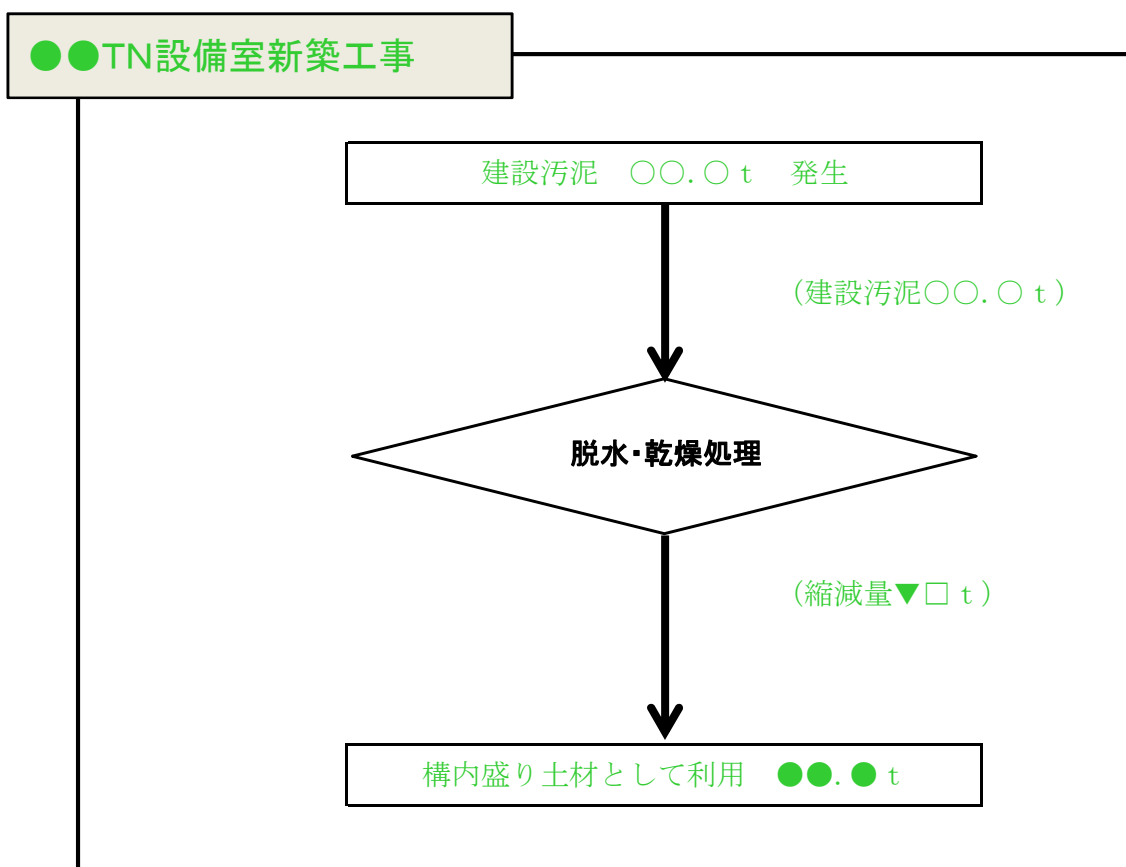 ●●TN設備室新築工事
建設汚泥　○○.○ｔ　発生
(建設汚泥○○.○ｔ)
脱水・乾燥処理
(縮減量▼□ｔ)
構内盛り土材として利用　●●.●ｔ